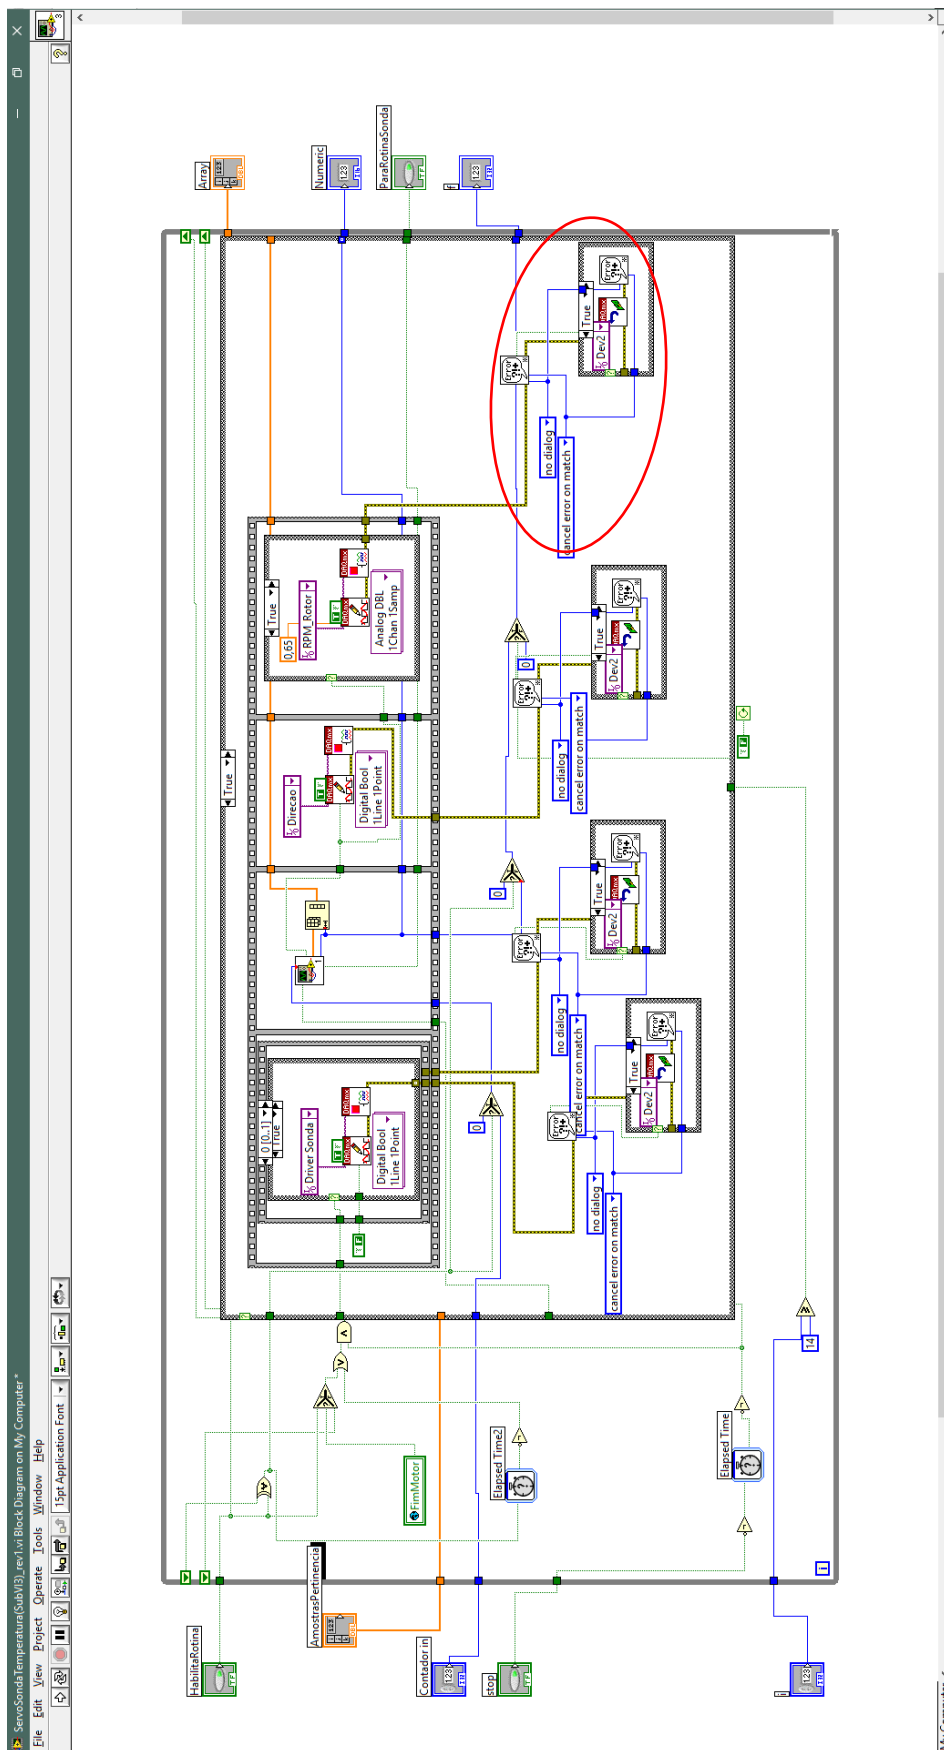 ServoSondaTemperatura(SubVI3)_rev1.vi Block Diagram on My Computer *
File Edit View Project Operate Tools Window Help
15pt Application Font
HabilitaRotina
AmostrasPertinencia
Contador in
stop
i
FimMotor
Elapsed Time2
Elapsed Time
14
i
True
0 [0..1]
True
Driver Sonda
Digital Bool
1Line 1Point
Direcao
Digital Bool
1Line 1Point
True
0,65
RPM_Rotor
Analog DBL
1Chan 1Samp
0
0
0
no dialog
cancel error on match
True
Dev2
no dialog
cancel error on match
True
Dev2
no dialog
cancel error on match
True
Dev2
no dialog
cancel error on match
True
Dev2
Array
Numeric
ParaRotinaSonda
My Computer